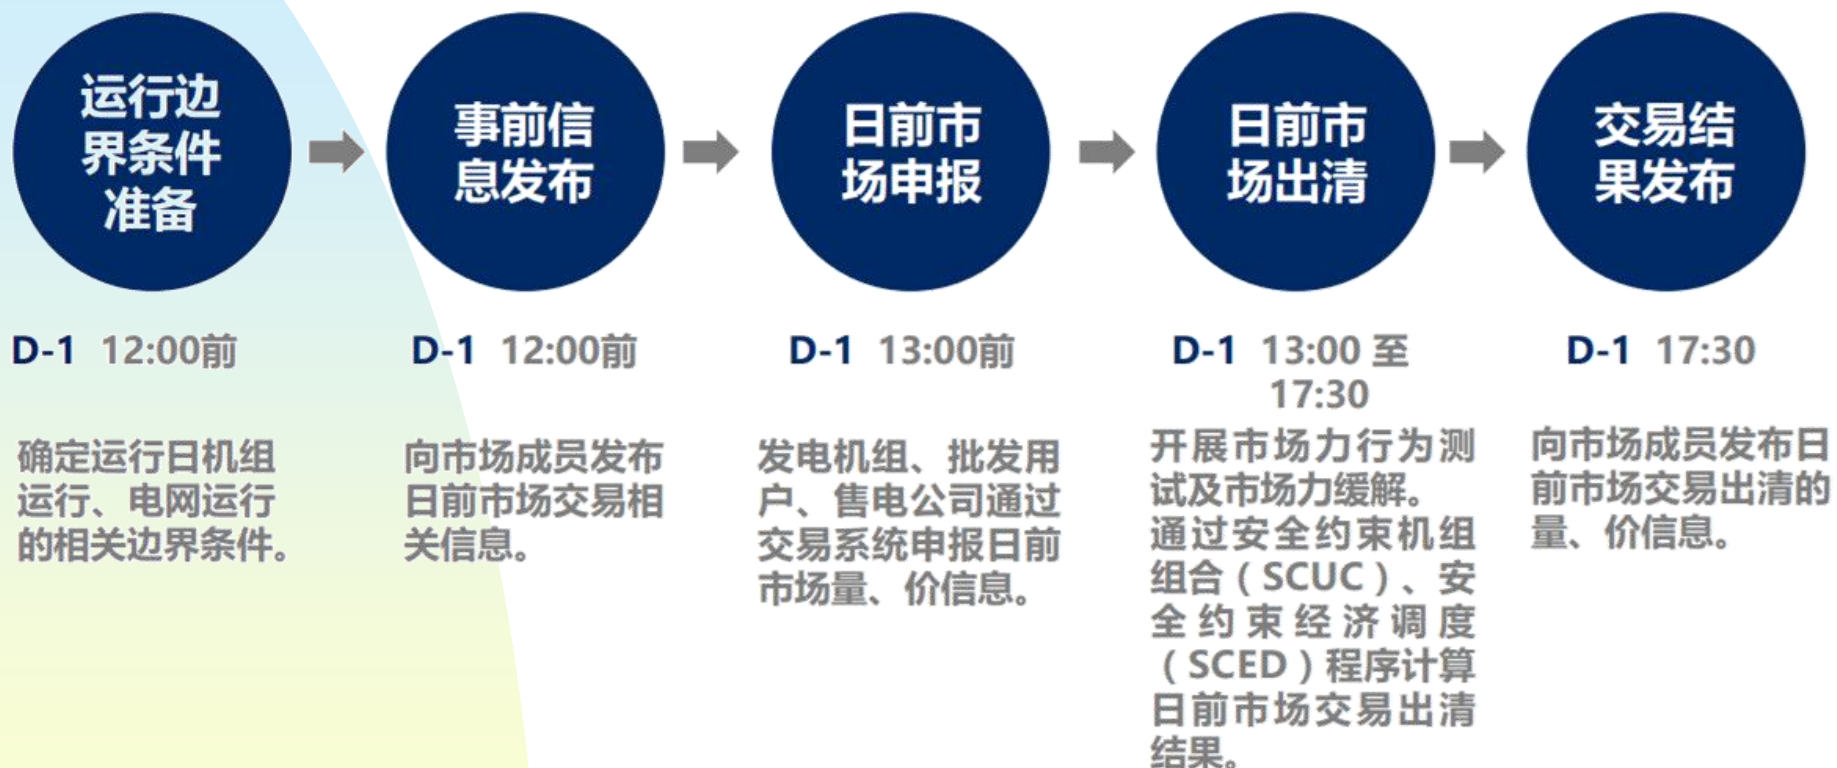 运行边
界条件
准备
D-1 12:00前
确定运行日机组
运行、电网运行
的相关边界条件。
事前信
息发布
D-1 12:00前
向市场成员发布
日前市场交易相
关信息。
日前市
场申报
D-1 13:00前
发电机组、批发用
户、售电公司通过
交易系统申报日前
市场量、价信息。
日前市
场出清
D-1 13:00 至
17:30
开展市场力行为测
试及市场力缓解。
通过安全约束机组
组合（SCUC）、安
全约束经济调度
（SCED）程序计算
日前市场交易出清
结果。
交易结
果发布
D-1 17:30
向市场成员发布日
前市场交易出清的
量、价信息。